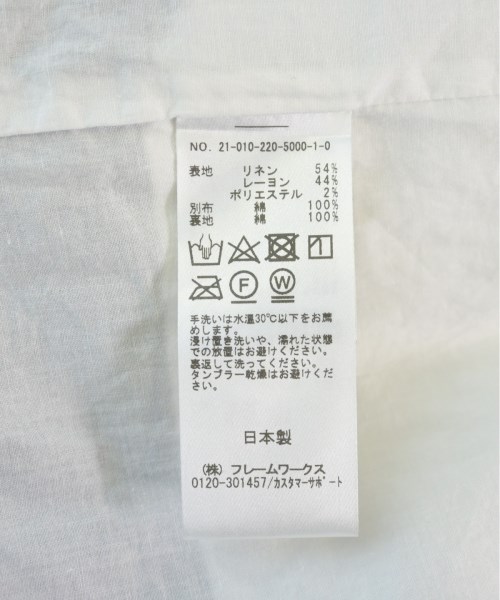 NO. 21-010-220-5000-1-0
表地 リネン 54%
レーヨン 44%
ポリエステル 2%
別布 綿 100%
裏地 綿 100%
F W
手洗いは水温30℃以下をお薦
めします。
浸け置き洗いや、濡れた状態
での放置はお避けください。
裏返して洗ってください。
タンブラー乾燥はお避けくだ
さい。
日本製
(株) フレームワークス
0120-301457/カスタマーサポート